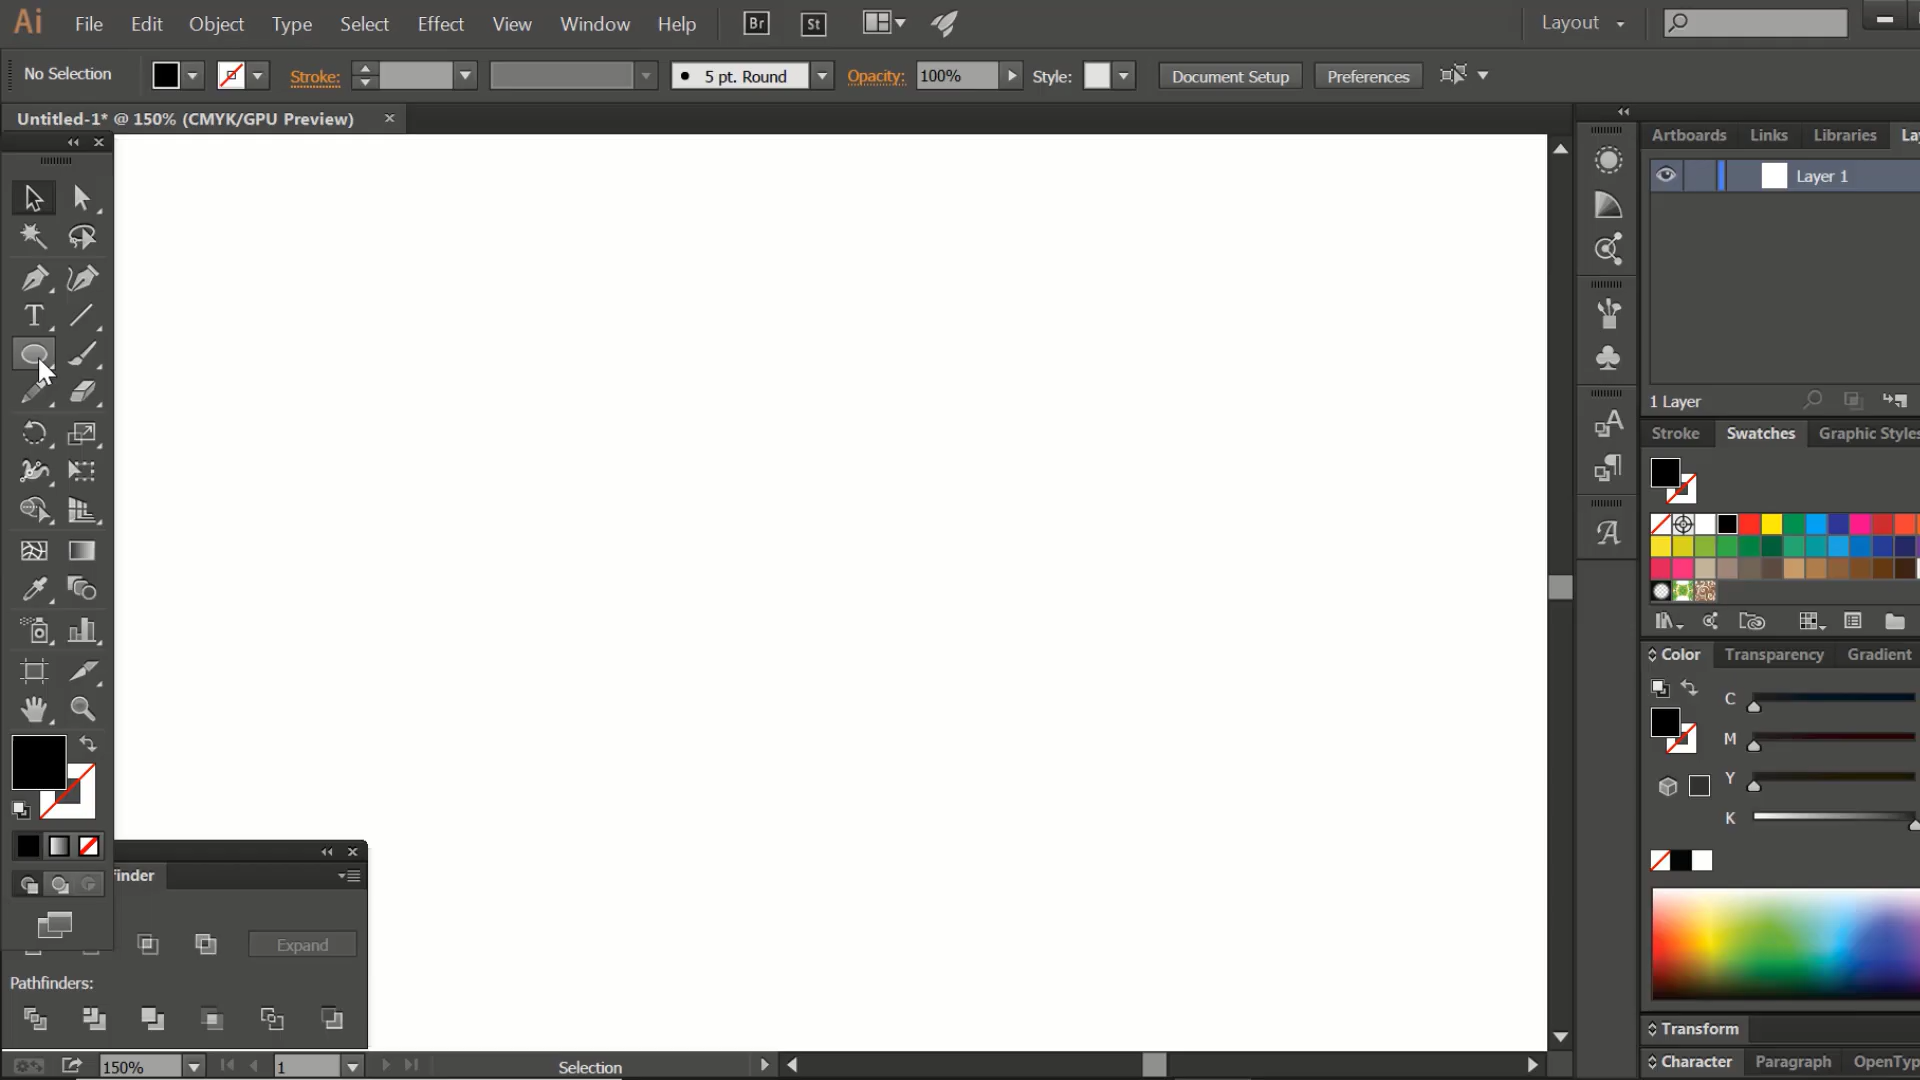 Ai File Edit Object Type Select Effect View Window Help Br St Layout
No Selection Stroke: 5 pt. Round Opacity: 100% Style: Document Setup Preferences
Untitled-1* @ 150% (CMYK/GPU Preview)
Artboards Links Libraries
Layer 1
1 Layer
Stroke Swatches Graphic Styles
Color Transparency Gradient
C
M
Y
K
finder
Expand
Pathfinders:
Transform
Character Paragraph OpenTyp
150% 1 Selection